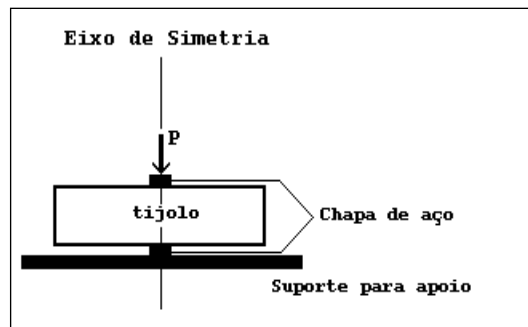 Eixo de Simetria
P
tijolo
Chapa de aço
Suporte para apoio